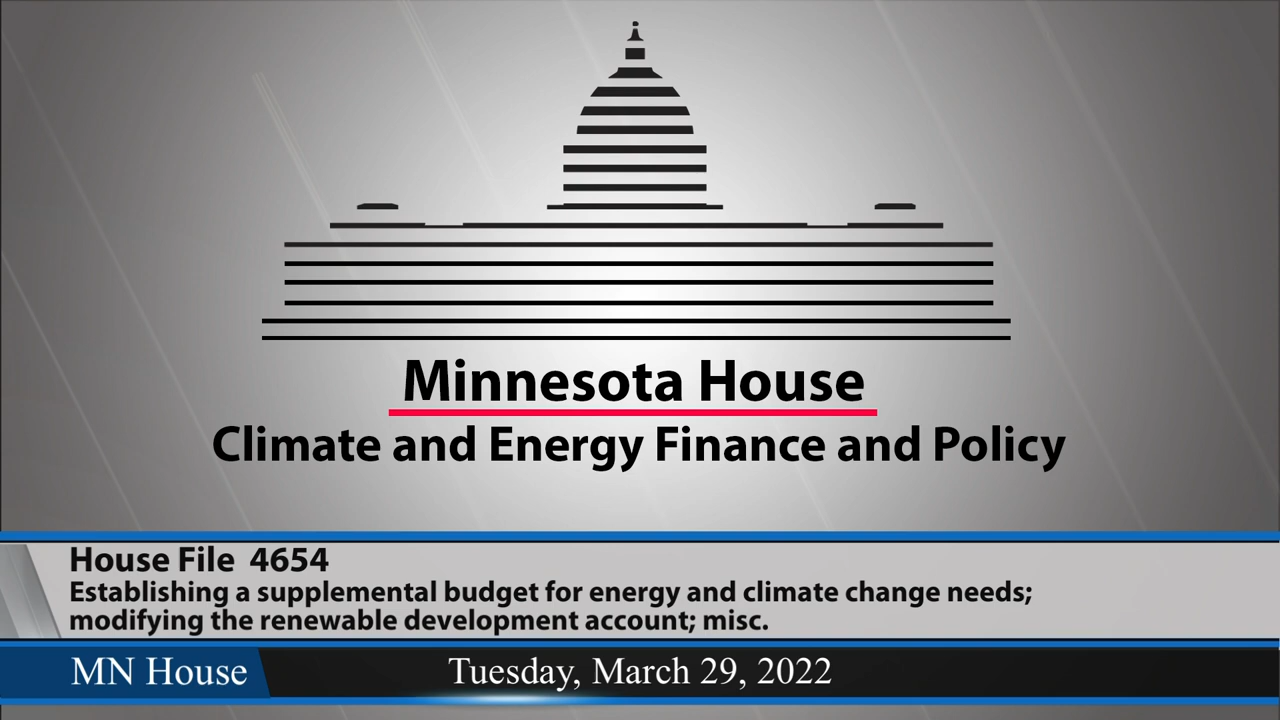 Minnesota House
Climate and Energy Finance and Policy
House File 4654
Establishing a supplemental budget for energy and climate change needs;
modifying the renewable development account; misc.
MN House
Tuesday, March 29, 2022